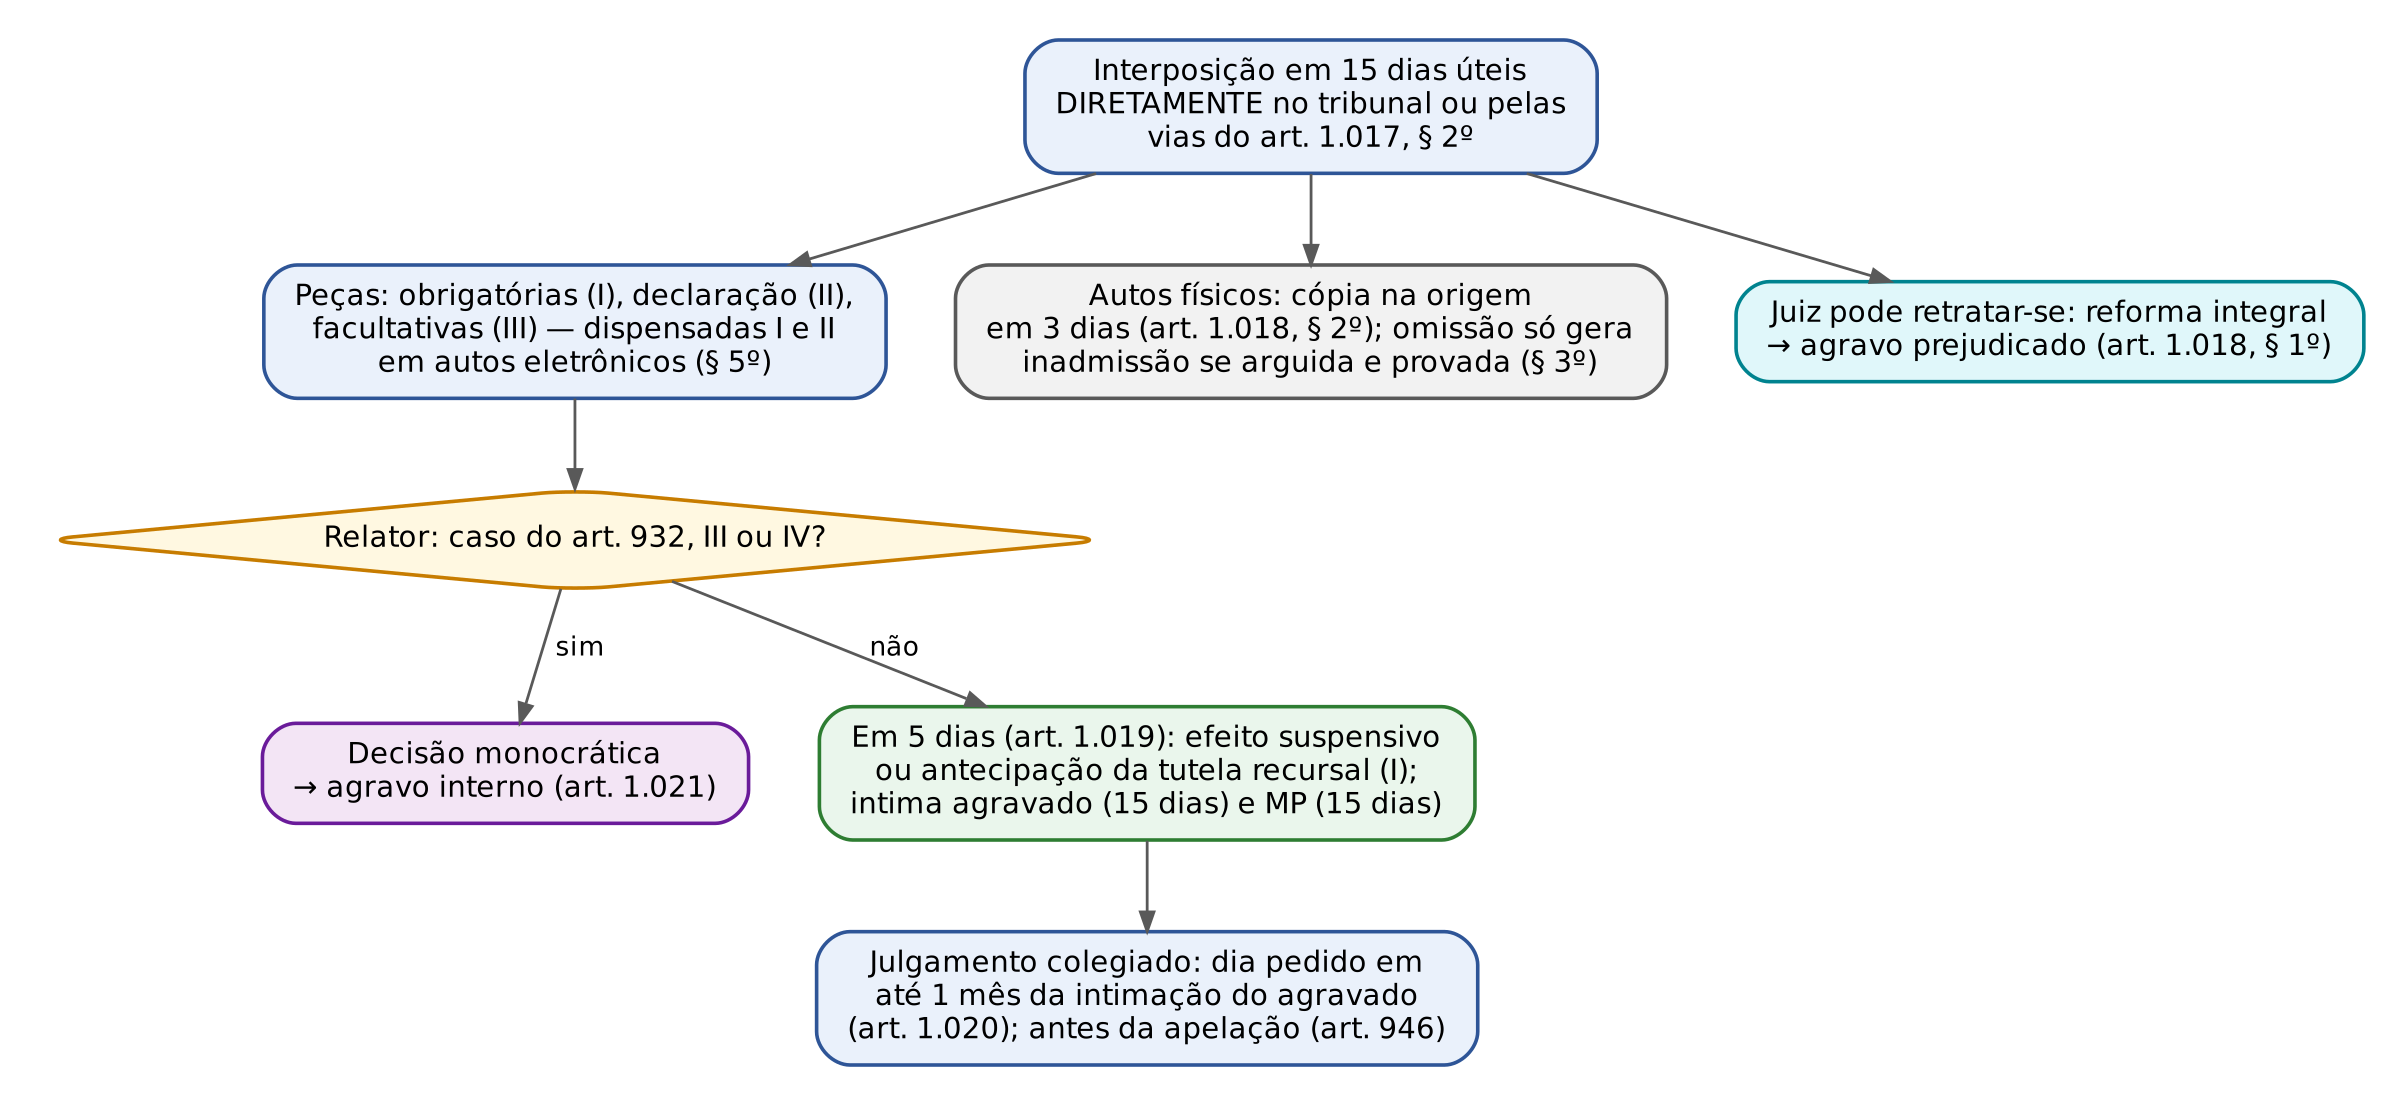 Interposição em 15 dias úteis
DIRETAMENTE no tribunal ou pelas
vias do art. 1.017, § 2º
Peças: obrigatórias (I), declaração (II),
facultativas (III) — dispensadas I e II
em autos eletrônicos (§ 5º)
Autos físicos: cópia na origem
em 3 dias (art. 1.018, § 2º); omissão só gera
inadmissão se arguida e provada (§ 3º)
Juiz pode retratar-se: reforma integral
→ agravo prejudicado (art. 1.018, § 1º)
Relator: caso do art. 932, III ou IV?
sim
não
Decisão monocrática
→ agravo interno (art. 1.021)
Em 5 dias (art. 1.019): efeito suspensivo
ou antecipação da tutela recursal (I);
intima agravado (15 dias) e MP (15 dias)
Julgamento colegiado: dia pedido em
até 1 mês da intimação do agravado
(art. 1.020); antes da apelação (art. 946)